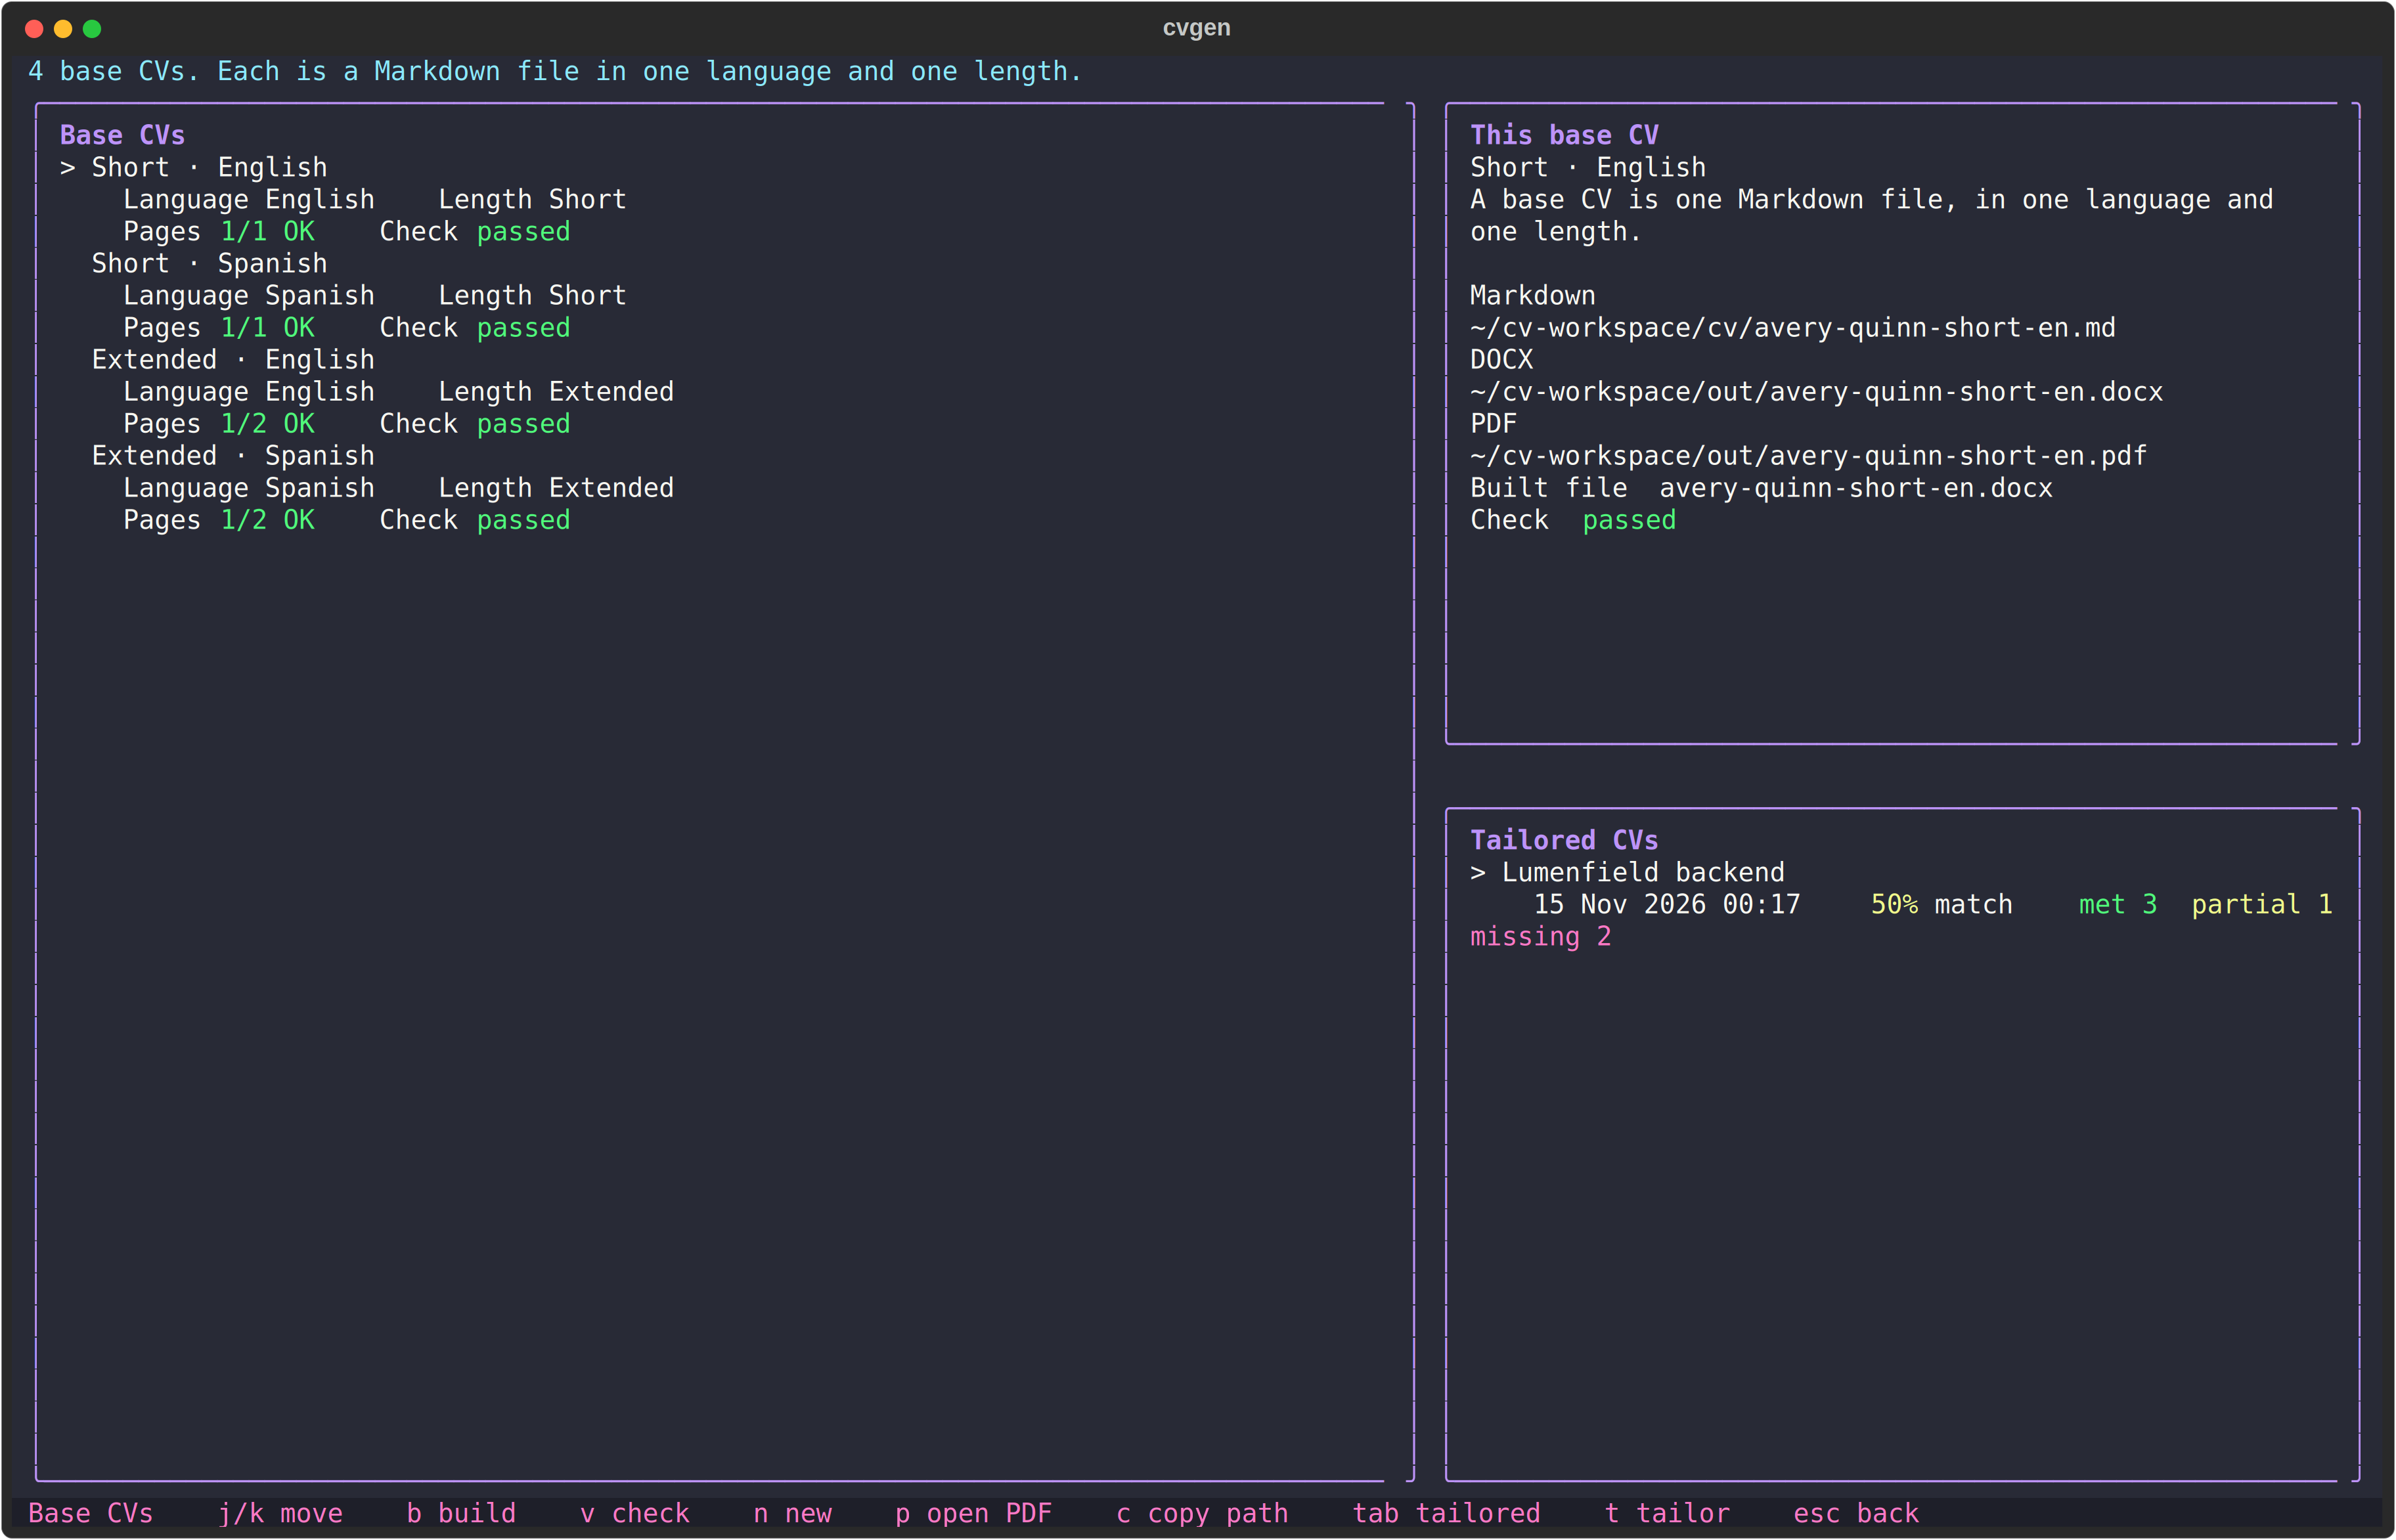 cvgen
4 base CVs. Each is a Markdown file in one language and one length.
Base CVs
> Short · English
Language English    Length Short
Pages 1/1 OK    Check passed
Short · Spanish
Language Spanish    Length Short
Pages 1/1 OK    Check passed
Extended · English
Language English    Length Extended
Pages 1/2 OK    Check passed
Extended · Spanish
Language Spanish    Length Extended
Pages 1/2 OK    Check passed
This base CV
Short · English
A base CV is one Markdown file, in one language and
one length.
Markdown
~/cv-workspace/cv/avery-quinn-short-en.md
DOCX
~/cv-workspace/out/avery-quinn-short-en.docx
PDF
~/cv-workspace/out/avery-quinn-short-en.pdf
Built file  avery-quinn-short-en.docx
Check  passed
Tailored CVs
> Lumenfield backend
15 Nov 2026 00:17    50% match    met 3  partial 1
missing 2
Base CVs    j/k move    b build    v check    n new    p open PDF    c copy path    tab tailored    t tailor    esc back